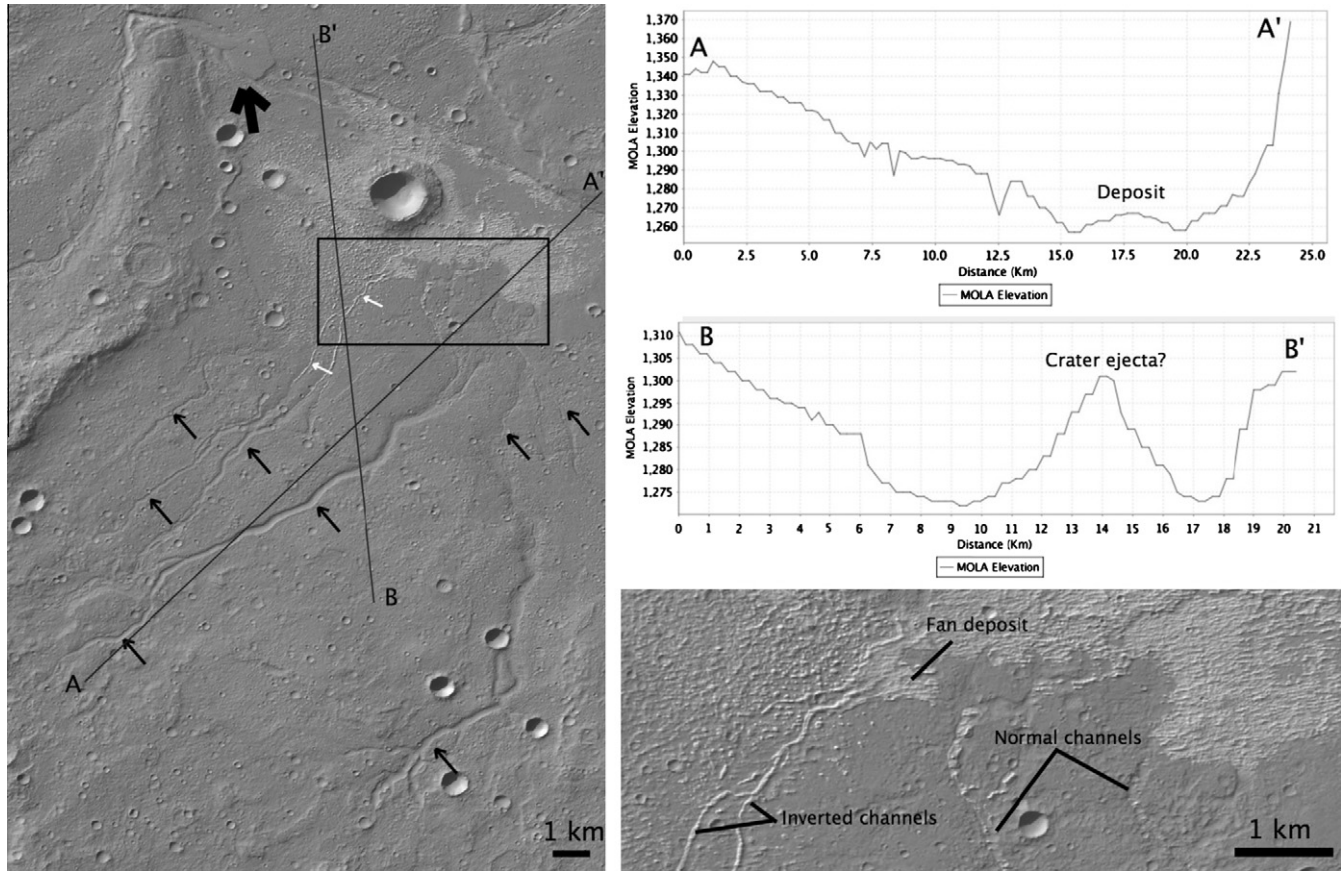 B'
A'
B
A
1 km
MOLA Elevation
1,370
1,360
1,350
1,340
1,330
1,320
1,310
1,300
1,290
1,280
1,270
1,260
A
A'
Deposit
0.0 2.5 5.0 7.5 10.0 12.5 15.0 17.5 20.0 22.5 25.0
Distance (Km)
MOLA Elevation
MOLA Elevation
1,310
1,305
1,300
1,295
1,290
1,285
1,280
1,275
B
B'
Crater ejecta?
0 1 2 3 4 5 6 7 8 9 10 11 12 13 14 15 16 17 18 19 20 21
Distance (Km)
MOLA Elevation
Fan deposit
Normal channels
Inverted channels
1 km